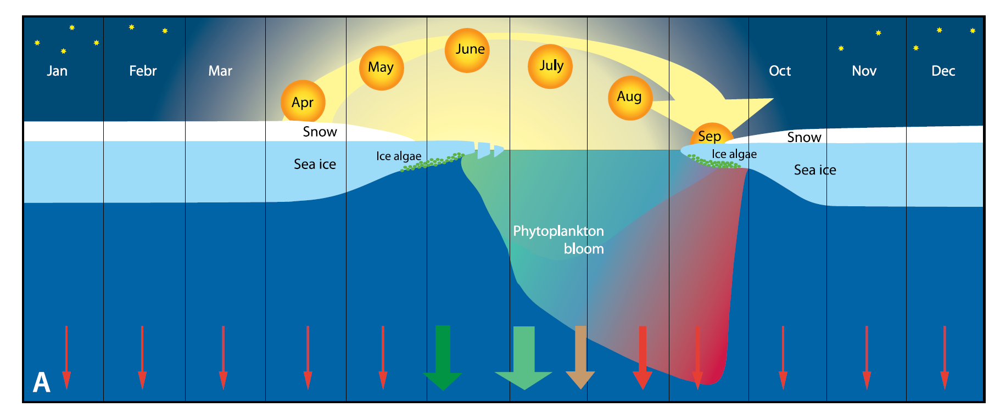 Jan
Febr
Mar
Apr
May
June
July
Aug
Sep
Oct
Nov
Dec
Snow
Snow
Ice algae
Ice algae
Sea ice
Sea ice
Phytoplankton
bloom
A